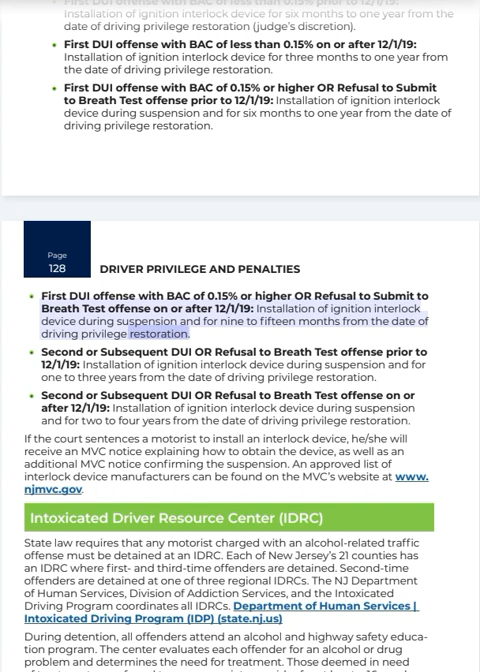 First DUI offense with BAC of less than 0.15% prior to 12/1/19:
Installation of ignition interlock device for six months to one year from the
date of driving privilege restoration (judge's discretion).
• First DUI offense with BAC of less than 0.15% on or after 12/1/19:
Installation of ignition interlock device for three months to one year from
the date of driving privilege restoration.
• First DUI offense with BAC of 0.15% or higher OR Refusal to Submit
to Breath Test offense prior to 12/1/19: Installation of ignition interlock
device during suspension and for six months to one year from the date of
driving privilege restoration.
Page
128
DRIVER PRIVILEGE AND PENALTIES
• First DUI offense with BAC of 0.15% or higher OR Refusal to Submit to
Breath Test offense on or after 12/1/19: Installation of ignition interlock
device during suspension and for nine to fifteen months from the date of
driving privilege restoration.
• Second or Subsequent DUI OR Refusal to Breath Test offense prior to
12/1/19: Installation of ignition interlock device during suspension and for
one to three years from the date of driving privilege restoration.
• Second or Subsequent DUI OR Refusal to Breath Test offense on or
after 12/1/19: Installation of ignition interlock device during suspension
and for two to four years from the date of driving privilege restoration.
If the court sentences a motorist to install an interlock device, he/she will
receive an MVC notice explaining how to obtain the device, as well as an
additional MVC notice confirming the suspension. An approved list of
interlock device manufacturers can be found on the MVC's website at www.
njmvc.gov.
Intoxicated Driver Resource Center (IDRC)
State law requires that any motorist charged with an alcohol-related traffic
offense must be detained at an IDRC. Each of New Jersey's 21 counties has
an IDRC where first- and third-time offenders are detained. Second-time
offenders are detained at one of three regional IDRCs. The NJ Department
of Human Services, Division of Addiction Services, and the Intoxicated
Driving Program coordinates all IDRCs. Department of Human Services |
Intoxicated Driving Program (IDP) (state.nj.us)
During detention, all offenders attend an alcohol and highway safety educa-
tion program. The center evaluates each offender for an alcohol or drug
problem and determines the need for treatment. Those deemed in need